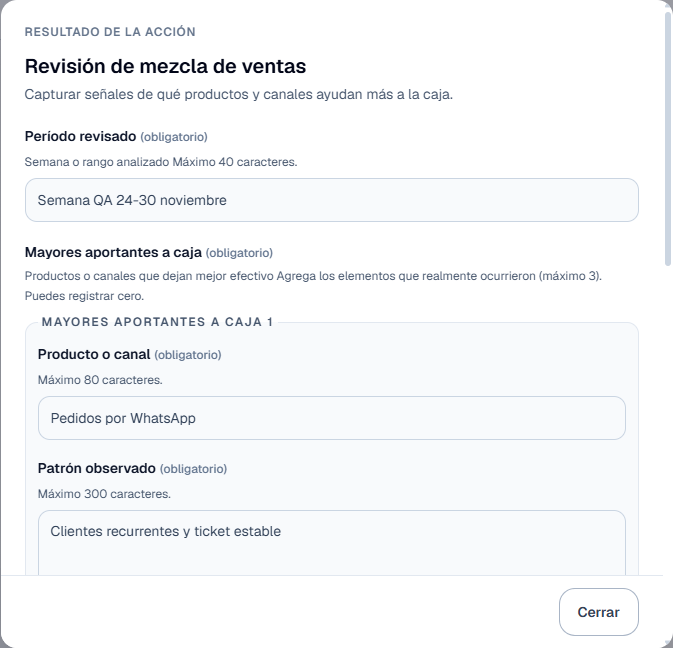 RESULTADO DE LA ACCIÓN
Revisión de mezcla de ventas
Capturar señales de qué productos y canales ayudan más a la caja.
Período revisado (obligatorio)
Semana o rango analizado Máximo 40 caracteres.
Semana QA 24-30 noviembre
Mayores aportantes a caja (obligatorio)
Productos o canales que dejan mejor efectivo Agrega los elementos que realmente ocurrieron (máximo 3).
Puedes registrar cero.
MAYORES APORTANTES A CAJA 1
Producto o canal (obligatorio)
Máximo 80 caracteres.
Pedidos por WhatsApp
Patrón observado (obligatorio)
Máximo 300 caracteres.
Clientes recurrentes y ticket estable
Cerrar